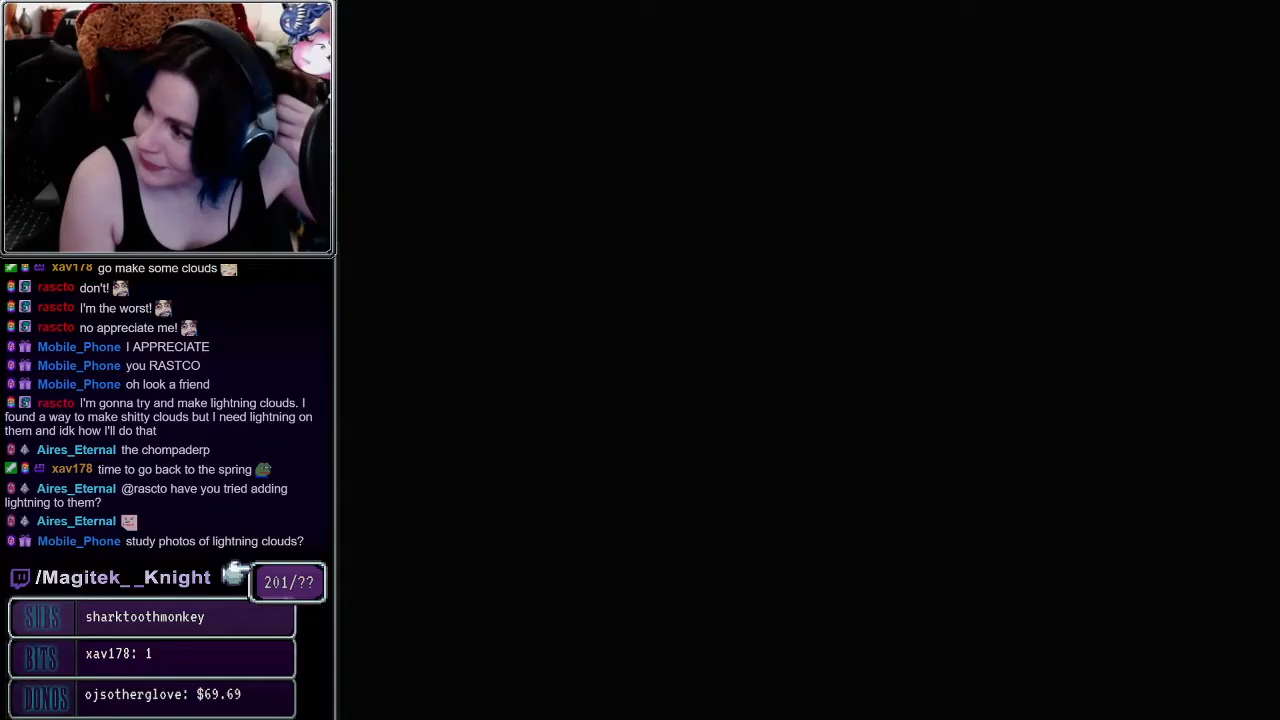 xav178 go make some clouds
rascto don't!
rascto I'm the worst!
rascto no appreciate me!
Mobile_Phone I APPRECIATE
Mobile_Phone you RASTCO
Mobile_Phone oh look a friend
rascto I'm gonna try and make lightning clouds. I
found a way to make shitty clouds but I need lightning on
them and idk how I'll do that
Aires_Eternal the chompaderp
xav178 time to go back to the spring
Aires_Eternal @rascto have you tried adding
lightning to them?
Aires_Eternal
Mobile_Phone study photos of lightning clouds?
/Magitek__Knight
201/??
SUBS sharktoothmonkey
BITS xav178: 1
DONOS ojsotherglove: $69.69